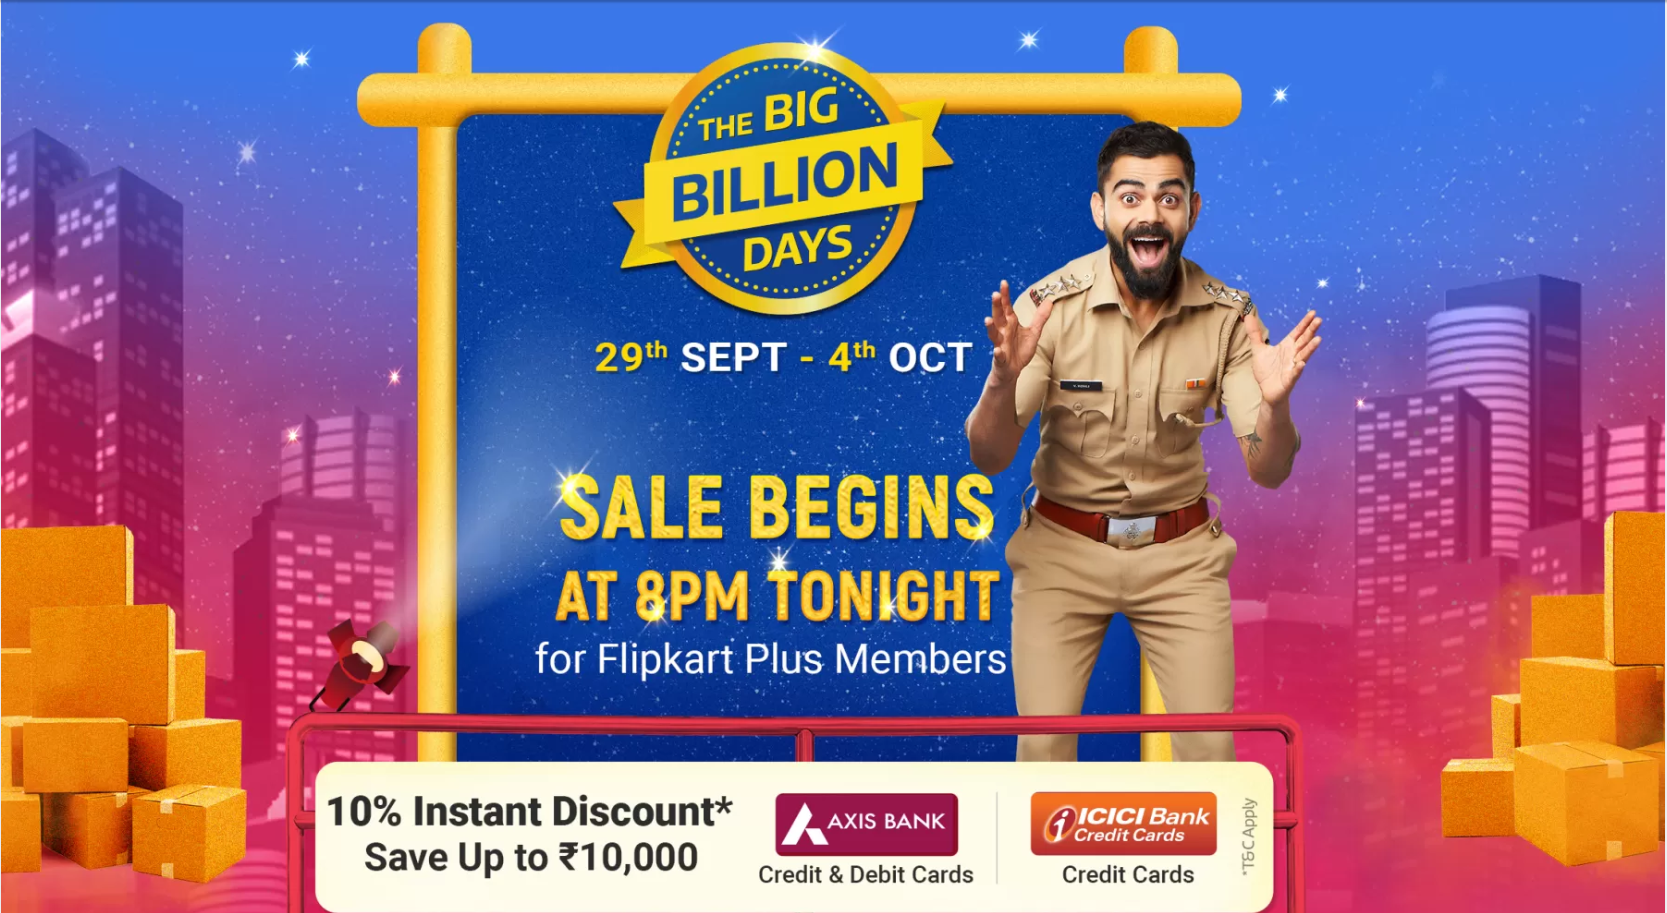 THE BIG
BILLION
DAYS
29th SEPT - 4th OCT
SALE BEGINS
AT 8PM TONIGHT
for Flipkart Plus Members
10% Instant Discount*
Save Up to ₹10,000
AXIS BANK
Credit & Debit Cards
ICICI Bank
Credit Cards
Credit Cards
*T&C Apply